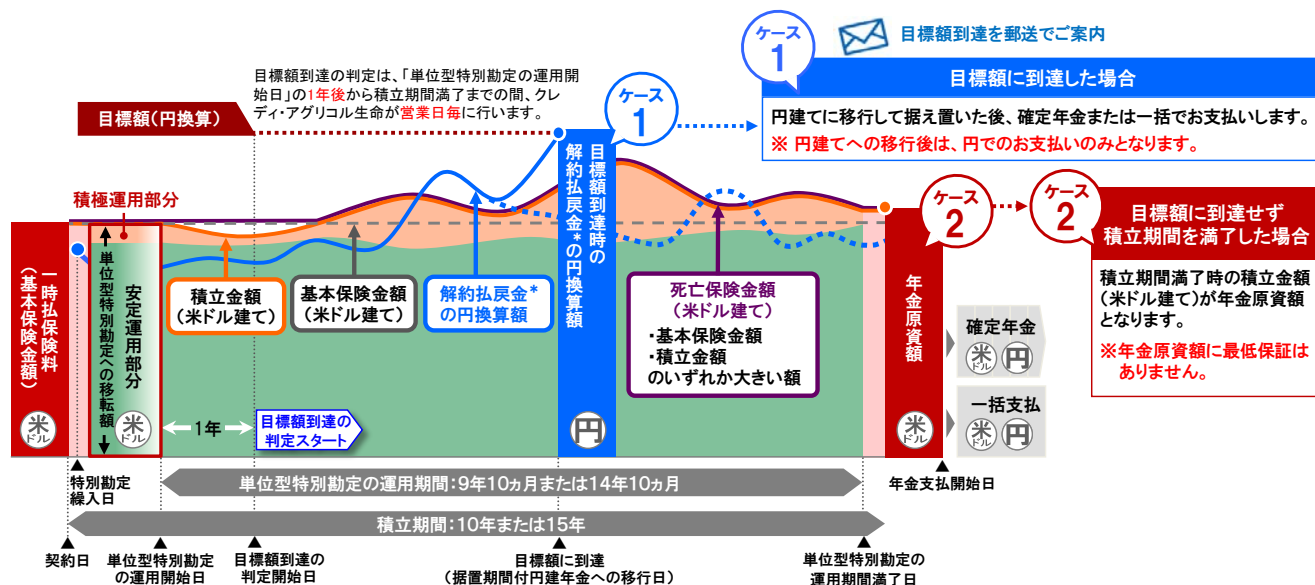 ケース
1
目標額到達を郵送でご案内
目標額に到達した場合
円建てに移行して据え置いた後、確定年金または一括でお支払いします。
※ 円建てへの移行後は、円でのお支払いのみとなります。
目標額到達の判定は、「単位型特別勘定の運用開
始日」の1年後から積立期間満了までの間、クレ
ディ・アグリコル生命が営業日毎に行います。
目標額(円換算)
ケース
1
積極運用部分
ケース
2
ケース
2
目標額に到達せず
積立期間を満了した場合
積立期間満了時の積立金額
(米ドル建て)が年金原資額
となります。
※年金原資額に最低保証は
ありません。
一時払保険料
(基本保険金額)
米ドル
単位型特別勘定への移転額
安定運用部分
米ドル
積立金額
(米ドル建て)
基本保険金額
(米ドル建て)
解約払戻金*
の円換算額
目標額到達時の
解約払戻金*の円換算額
円
死亡保険金額
(米ドル建て)
・基本保険金額
・積立金額
のいずれか大きい額
年金原資額
米ドル
確定年金
米ドル 円
一括支払
米ドル 円
1年
目標額到達の
判定スタート
特別勘定
繰入日
年金支払開始日
単位型特別勘定の運用期間:9年10ヵ月または14年10ヵ月
積立期間:10年または15年
契約日
単位型特別勘定
の運用開始日
目標額到達の
判定開始日
目標額に到達
(据置期間付円建年金への移行日)
単位型特別勘定の
運用期間満了日